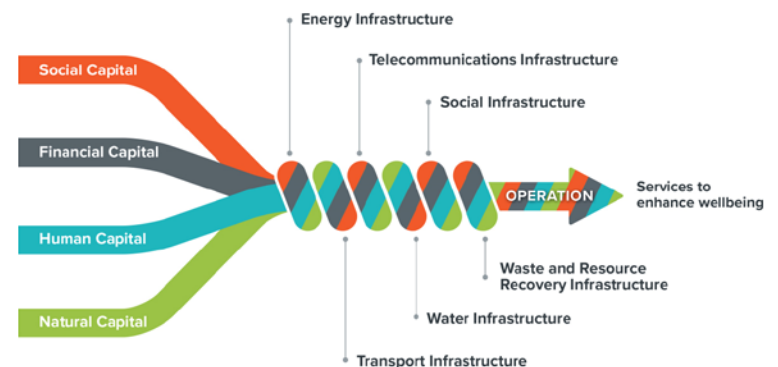 Energy Infrastructure
Telecommunications Infrastructure
Social Infrastructure
Social Capital
Financial Capital
Human Capital
Natural Capital
OPERATION
Services to
enhance wellbeing
Waste and Resource
Recovery Infrastructure
Water Infrastructure
Transport Infrastructure